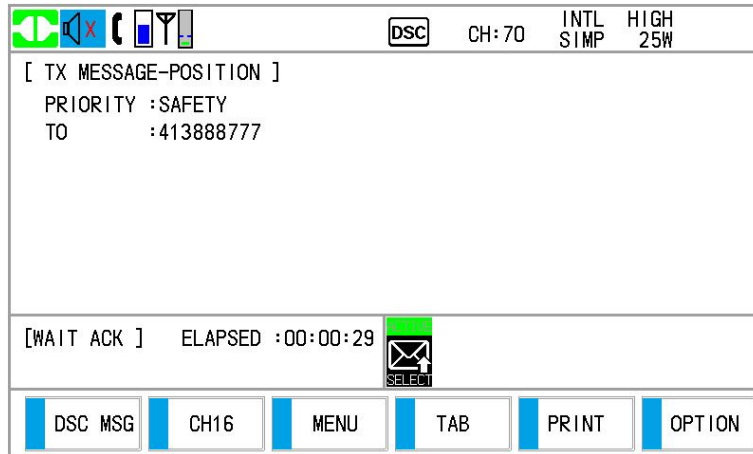 DSC CH:70 INTL HIGH
SIMP 25W
[ TX MESSAGE-POSITION ]
PRIORITY :SAFETY
TO :413888777
[WAIT ACK ] ELAPSED :00:00:29
ACTIVE
SELECT
DSC MSG CH16 MENU TAB PRINT OPTION